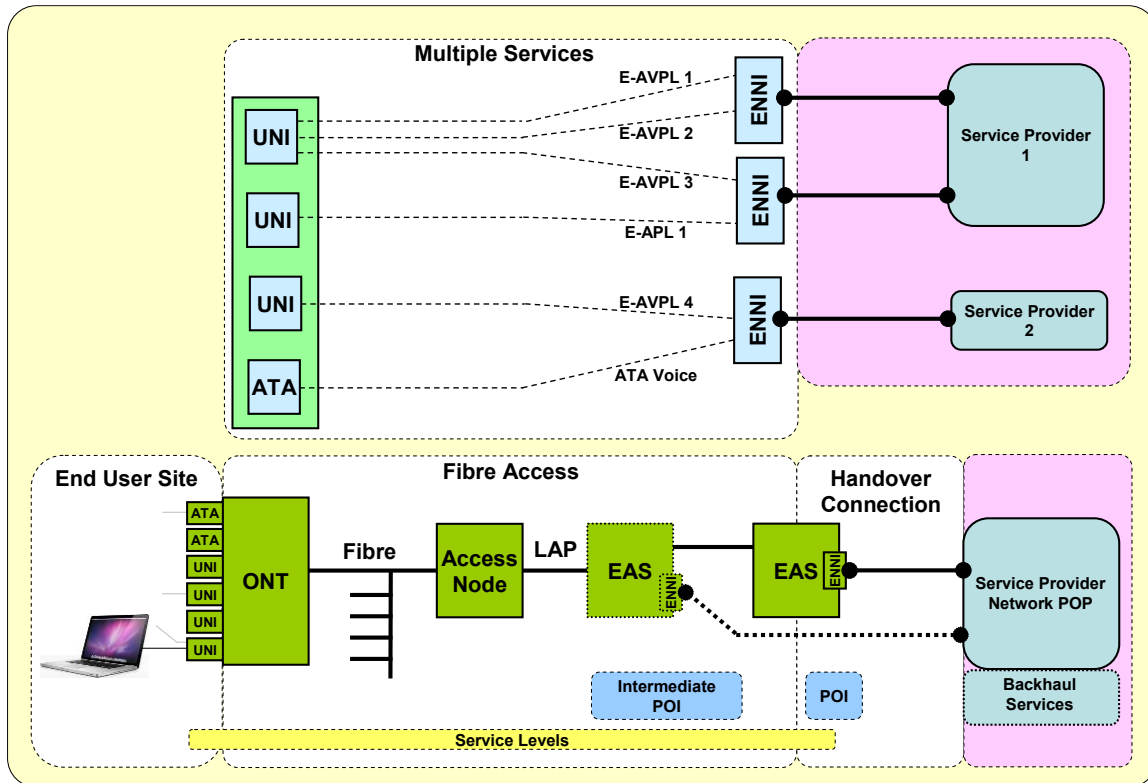 Multiple Services
E-AVPL 1
ENNI
UNI
E-AVPL 2
Service Provider
1
E-AVPL 3
ENNI
UNI
E-APL 1
UNI
E-AVPL 4
ENNI
Service Provider
2
ATA
ATA Voice
End User Site
Fibre Access
Handover
Connection
ATA
ATA
UNI
UNI
UNI
UNI
ONT
Fibre
Access
Node
LAP
EAS
ENNI
EAS
ENNI
Service Provider
Network POP
Intermediate
POI
POI
Backhaul
Services
Service Levels